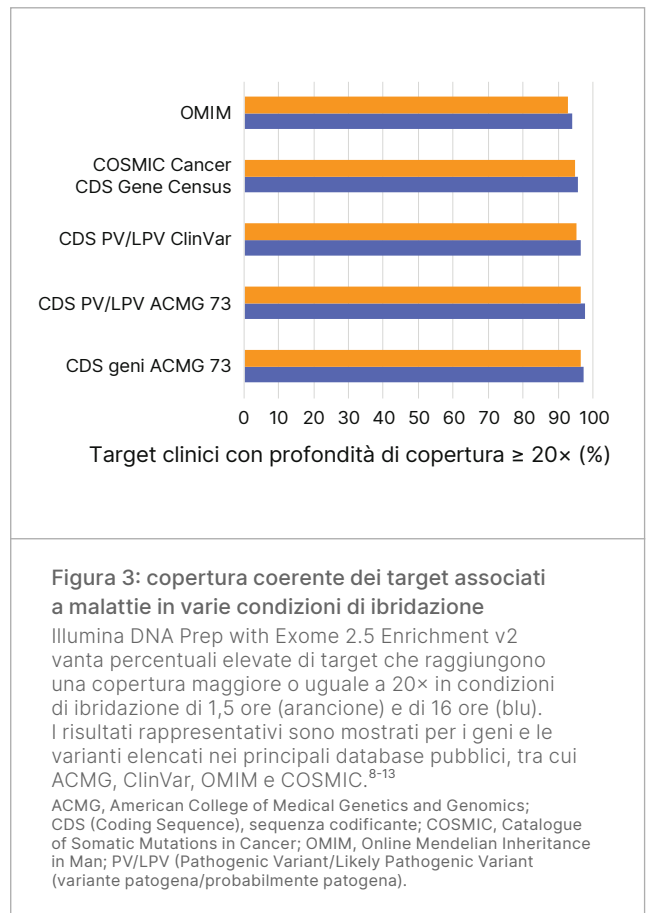 OMIM
COSMIC Cancer
CDS Gene Census
CDS PV/LPV ClinVar
CDS PV/LPV ACMG 73
CDS geni ACMG 73
0 10 20 30 40 50 60 70 80 90 100
Target clinici con profondità di copertura ≥ 20× (%)
Figura 3: copertura coerente dei target associati
a malattie in varie condizioni di ibridazione
Illumina DNA Prep with Exome 2.5 Enrichment v2
vanta percentuali elevate di target che raggiungono
una copertura maggiore o uguale a 20× in condizioni
di ibridazione di 1,5 ore (arancione) e di 16 ore (blu).
I risultati rappresentativi sono mostrati per i geni e le
varianti elencati nei principali database pubblici, tra cui
ACMG, ClinVar, OMIM e COSMIC.⁸⁻¹³
ACMG, American College of Medical Genetics and Genomics;
CDS (Coding Sequence), sequenza codificante; COSMIC, Catalogue
of Somatic Mutations in Cancer; OMIM, Online Mendelian Inheritance
in Man; PV/LPV (Pathogenic Variant/Likely Pathogenic Variant
(variante patogena/probabilmente patogena).